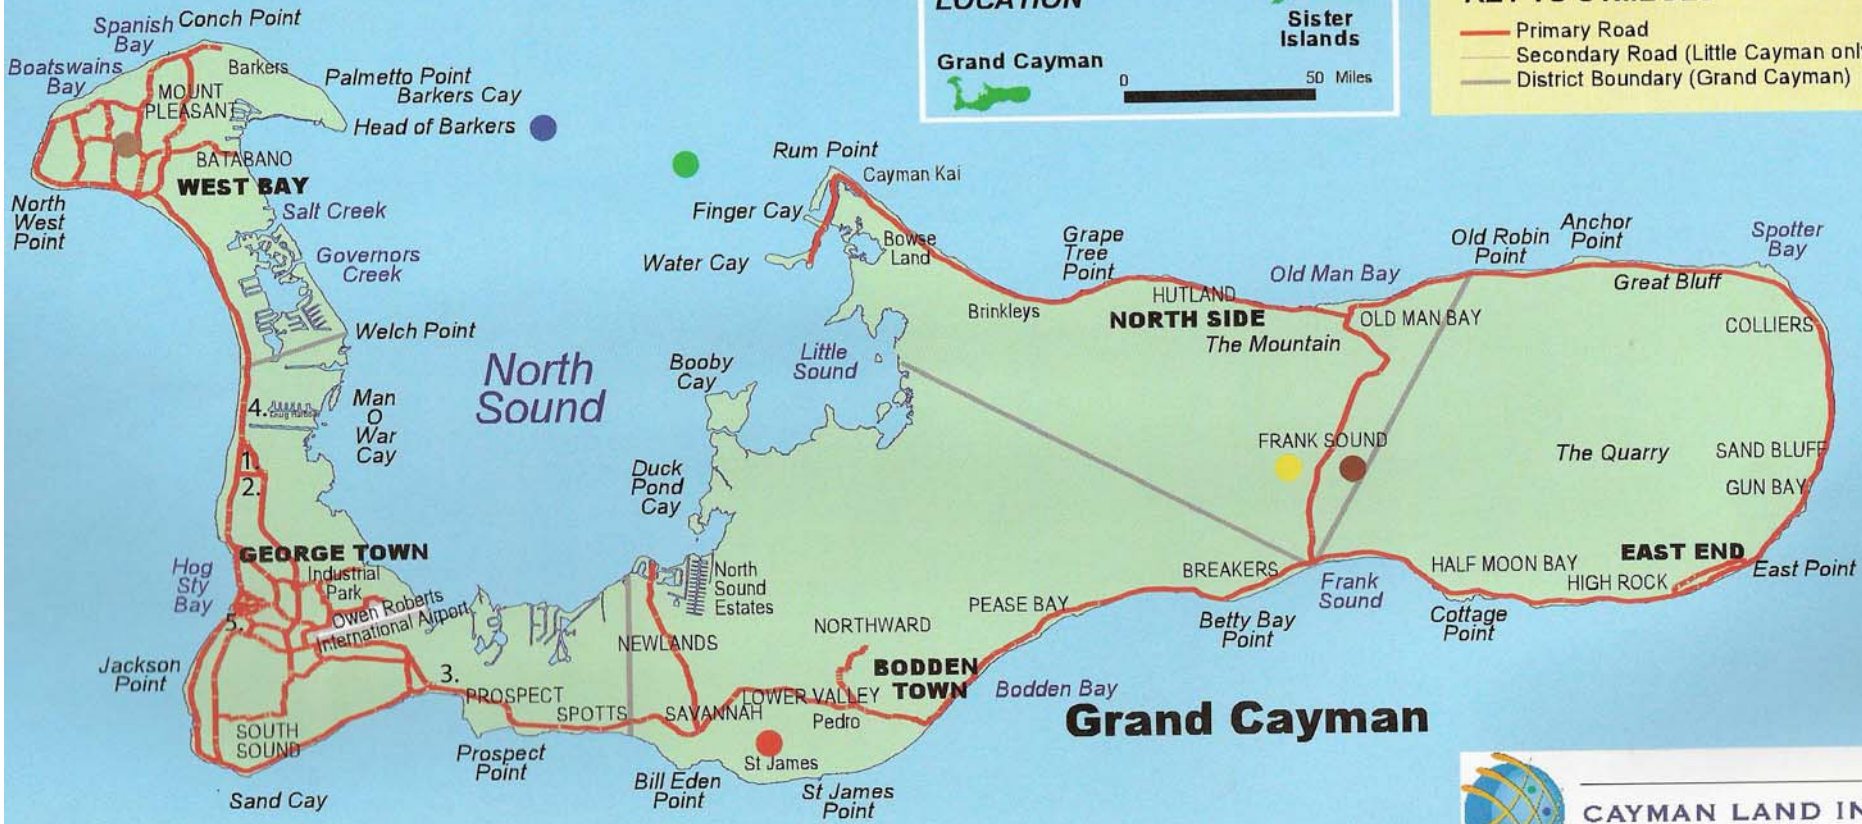 Spanish
Bay
Conch Point
Boatswains
Bay
Barkers
MOUNT
PLEASANT
Palmetto Point
Barkers Cay
Head of Barkers
BATABANO
WEST BAY
North
West
Point
Salt Creek
Governors
Creek
Welch Point
North
Sound
Man
O
War
Cay
4.
1.
2.
GEORGE TOWN
Hog
Sty
Bay
Industrial
Park
Owen Roberts
International Airport
5.
Jackson
Point
3.
SOUTH
SOUND
Sand Cay
PROSPECT
SPOTTS
Prospect
Point
NEWLANDS
SAVANNAH
Bill Eden
Point
LOWER VALLEY
Pedro
St James
St James
Point
NORTHWARD
BODDEN
TOWN
Bodden Bay
North
Sound
Estates
Duck
Pond
Cay
Booby
Cay
Little
Sound
Rum Point
Cayman Kai
Finger Cay
Water Cay
Bowse
Land
Brinkleys
Grape
Tree
Point
HUTLAND
NORTH SIDE
The Mountain
Old Man Bay
OLD MAN BAY
Old Robin
Point
Anchor
Point
Great Bluff
Spotter
Bay
COLLIERS
FRANK SOUND
The Quarry
SAND BLUFF
GUN BAY
EAST END
East Point
HALF MOON BAY
HIGH ROCK
BREAKERS
PEASE BAY
Betty Bay
Point
Frank
Sound
Cottage
Point
Grand Cayman
LOCATION
Sister
Islands
Grand Cayman
0
50 Miles
KEY TO SYMBOLS
Primary Road
Secondary Road (Little Cayman onl
District Boundary (Grand Cayman)
CAYMAN LAND IN